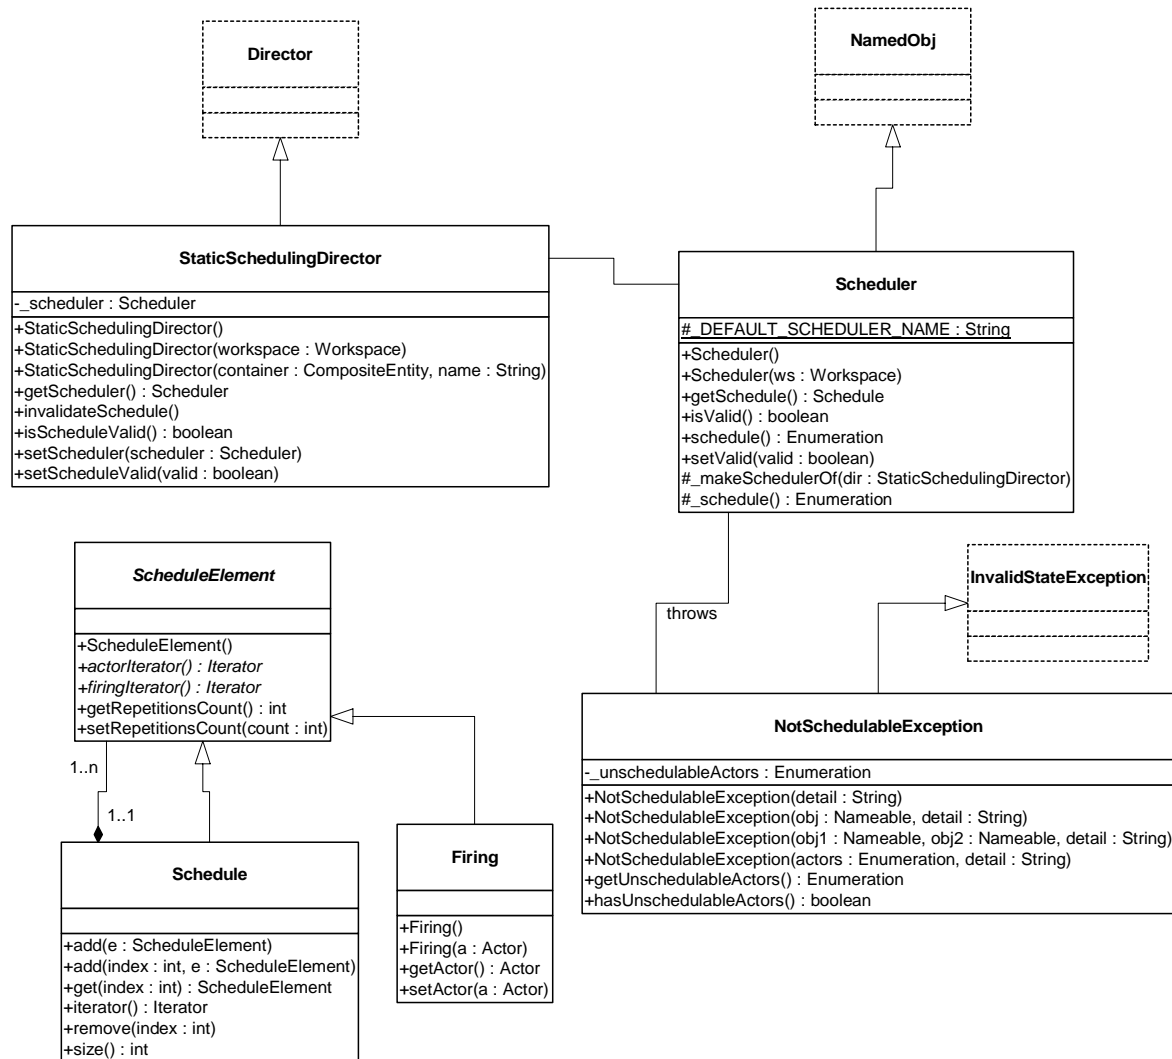 Director
NamedObj
StaticSchedulingDirector
-_scheduler : Scheduler
+StaticSchedulingDirector()
+StaticSchedulingDirector(workspace : Workspace)
+StaticSchedulingDirector(container : CompositeEntity, name : String)
+getScheduler() : Scheduler
+invalidateSchedule()
+isScheduleValid() : boolean
+setScheduler(scheduler : Scheduler)
+setScheduleValid(valid : boolean)
Scheduler
#_DEFAULT_SCHEDULER_NAME : String
+Scheduler()
+Scheduler(ws : Workspace)
+getSchedule() : Schedule
+isValid() : boolean
+schedule() : Enumeration
+setValid(valid : boolean)
#_makeSchedulerOf(dir : StaticSchedulingDirector)
#_schedule() : Enumeration
ScheduleElement
+ScheduleElement()
+actorIterator() : Iterator
+firingIterator() : Iterator
+getRepetitionsCount() : int
+setRepetitionsCount(count : int)
InvalidStateException
throws
1..n
1..1
NotSchedulableException
-_unschedulableActors : Enumeration
+NotSchedulableException(detail : String)
+NotSchedulableException(obj : Nameable, detail : String)
+NotSchedulableException(obj1 : Nameable, obj2 : Nameable, detail : String)
+NotSchedulableException(actors : Enumeration, detail : String)
+getUnschedulableActors() : Enumeration
+hasUnschedulableActors() : boolean
Schedule
+add(e : ScheduleElement)
+add(index : int, e : ScheduleElement)
+get(index : int) : ScheduleElement
+iterator() : Iterator
+remove(index : int)
+size() : int
Firing
+Firing()
+Firing(a : Actor)
+getActor() : Actor
+setActor(a : Actor)